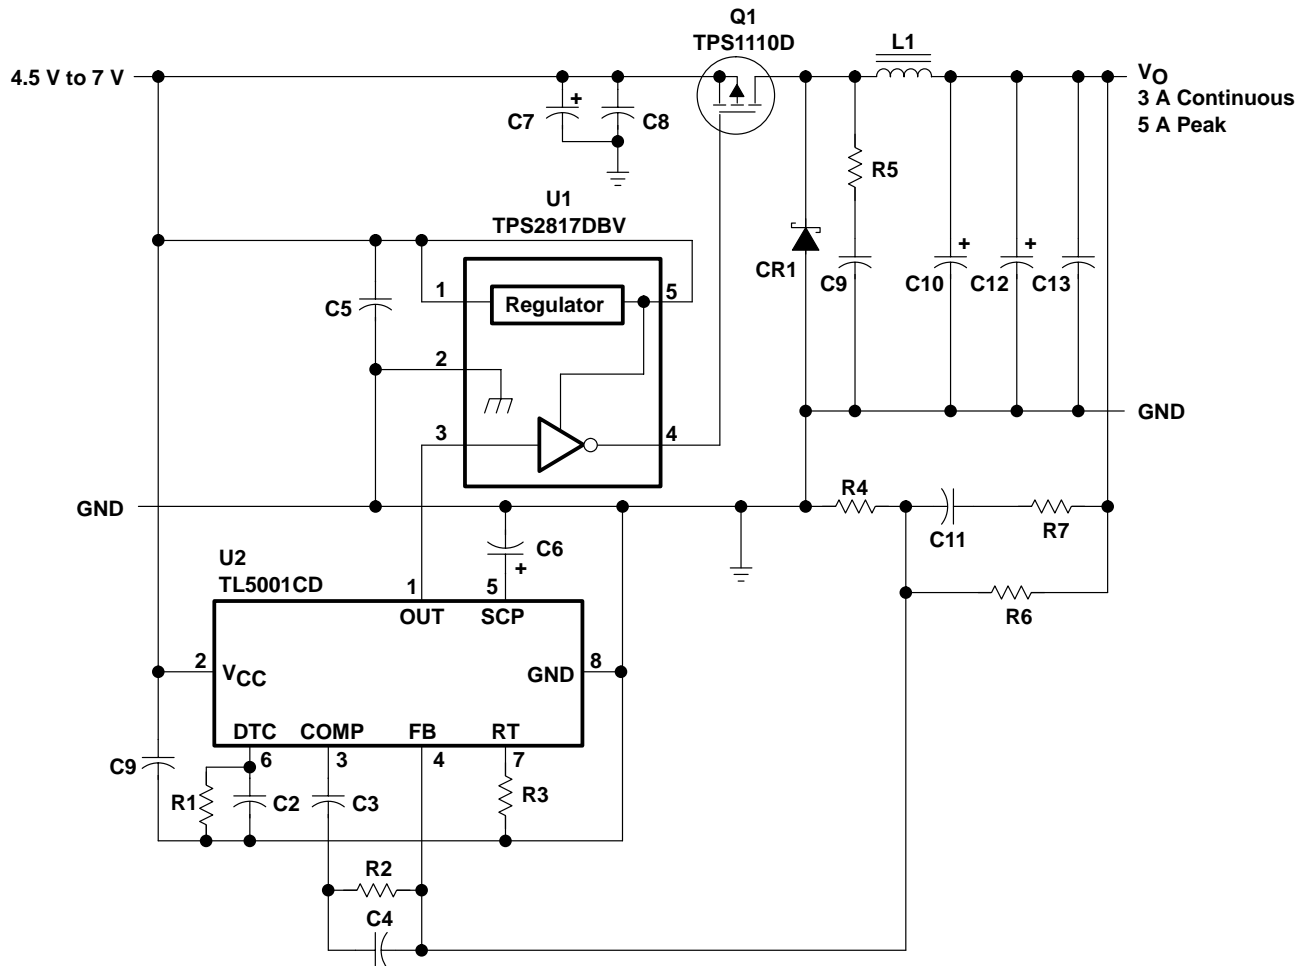 Q1
TPS1110D
L1
4.5 V to 7 V
VO
3 A Continuous
5 A Peak
C7
+
C8
R5
U1
TPS2817DBV
CR1
C9
C10
+
C12
+
C13
C5
1
Regulator
5
2
3
4
GND
GND
R4
C11
R7
R6
C6
+
U2
TL5001CD
1
5
OUT
SCP
2
VCC
GND
8
DTC
COMP
FB
RT
6
3
4
7
C9
R1
C2
C3
R3
R2
C4